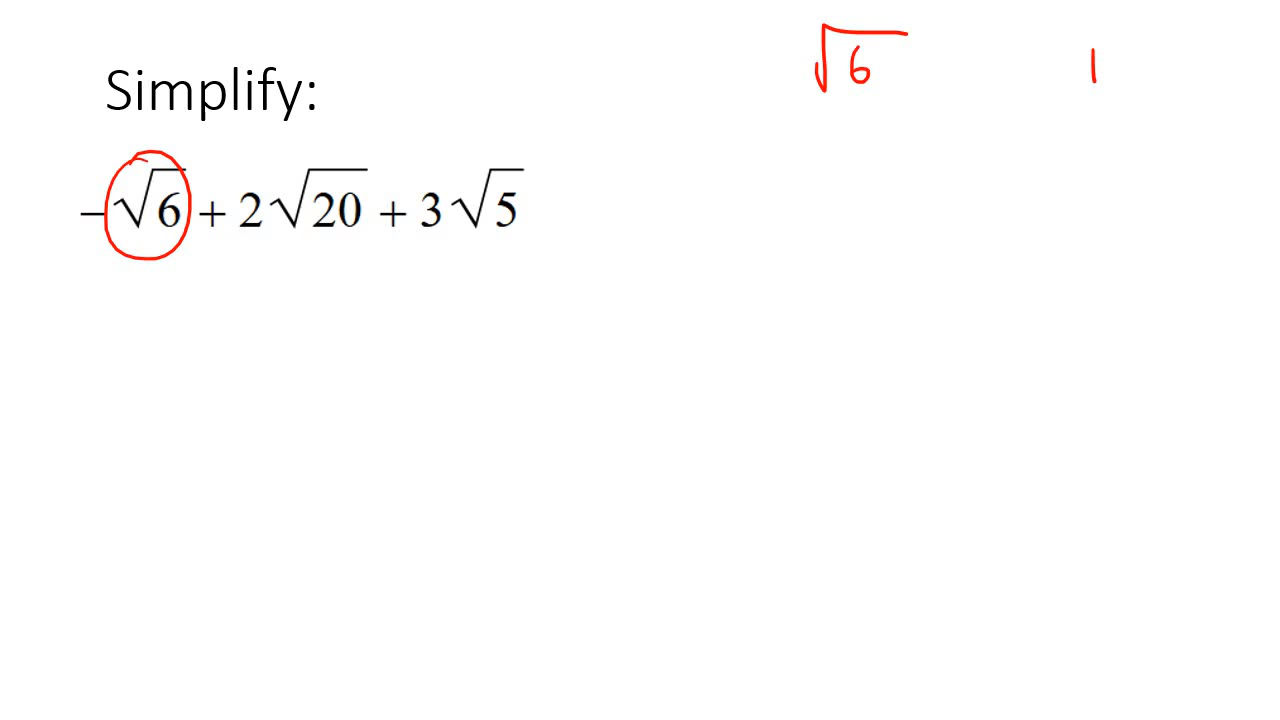 √6 1
Simplify:
−√6 + 2√20 + 3√5